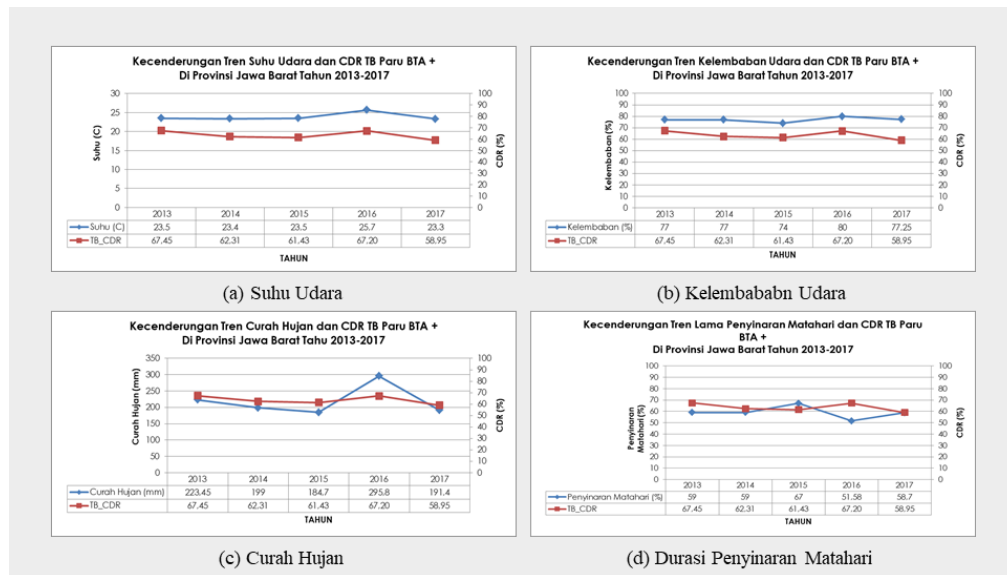 Kecenderungan Tren Suhu Udara dan CDR TB Paru BTA +
Di Provinsi Jawa Barat Tahun 2013-2017
30
25
20
15
10
5
0
Suhu (C)
100
90
80
70
60
50
40
30
20
10
0
CDR (%)
2013 2014 2015 2016 2017
Suhu (C) 23.5 23.4 23.5 25.7 23.3
TB_CDR 67.45 62.31 61.43 67.20 58.95
TAHUN
(a) Suhu Udara
Kecenderungan Tren Kelembaban Udara dan CDR TB Paru BTA +
Di Provinsi Jawa Barat Tahun 2013-2017
100
90
80
70
60
50
40
30
20
10
0
Kelembaban (%)
100
90
80
70
60
50
40
30
20
10
0
CDR (%)
2013 2014 2015 2016 2017
Kelembaban (%) 77 77 74 80 77.25
TB_CDR 67.45 62.31 61.43 67.20 58.95
TAHUN
(b) Kelembababn Udara
Kecenderungan Tren Curah Hujan dan CDR TB Paru BTA +
Di Provinsi Jawa Barat Tahu 2013-2017
350
300
250
200
150
100
50
0
Curah Hujan (mm)
100
90
80
70
60
50
40
30
20
10
0
CDR (%)
2013 2014 2015 2016 2017
Curah Hujan (mm) 223.45 199 184.7 295.8 191.4
TB_CDR 67.45 62.31 61.43 67.20 58.95
TAHUN
(c) Curah Hujan
Kecenderungan Tren Lama Penyinaran Matahari dan CDR TB Paru
BTA +
Di Provinsi Jawa Barat Tahun 2013-2017
100
90
80
70
60
50
40
30
20
10
0
Penyinaran
Matahari (%)
100
90
80
70
60
50
40
30
20
10
0
CDR (%)
2013 2014 2015 2016 2017
Penyinaran Matahari (%) 59 59 67 51.58 58.7
TB_CDR 67.45 62.31 61.43 67.20 58.95
TAHUN
(d) Durasi Penyinaran Matahari